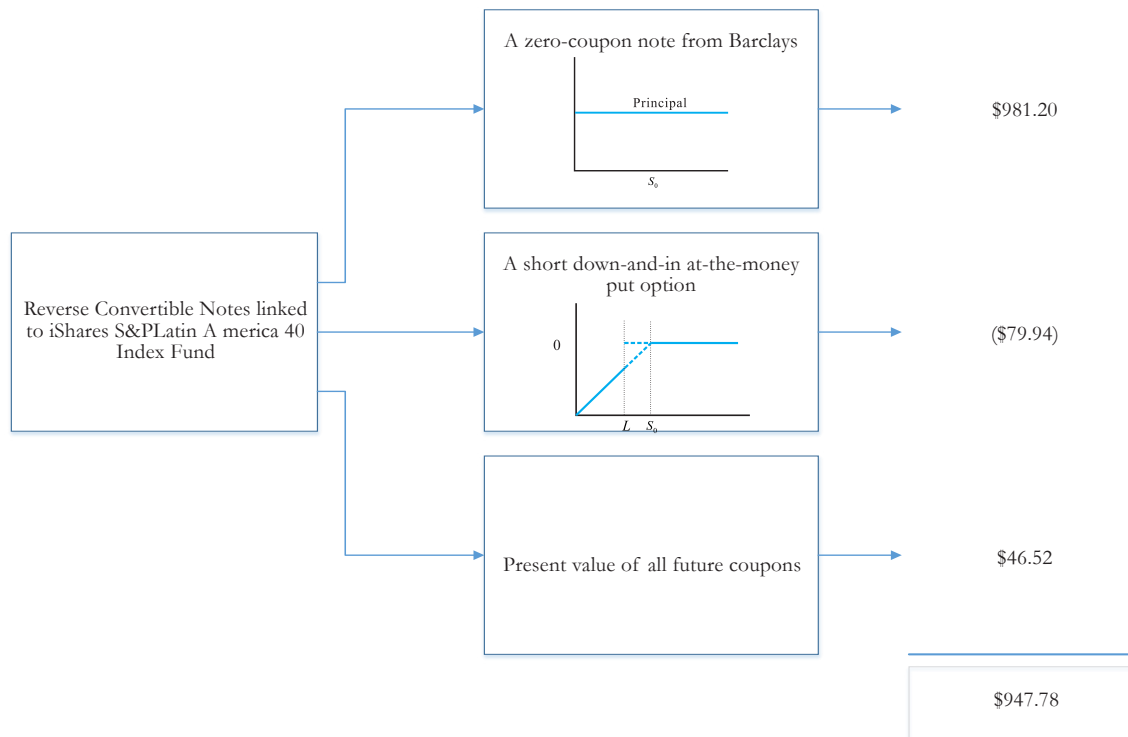 A zero-coupon note from Barclays
Principal
S₀
$981.20
Reverse Convertible Notes linked
to iShares S&PLatin A merica 40
Index Fund
A short down-and-in at-the-money
put option
0
L
S₀
($79.94)
Present value of all future coupons
$46.52
$947.78